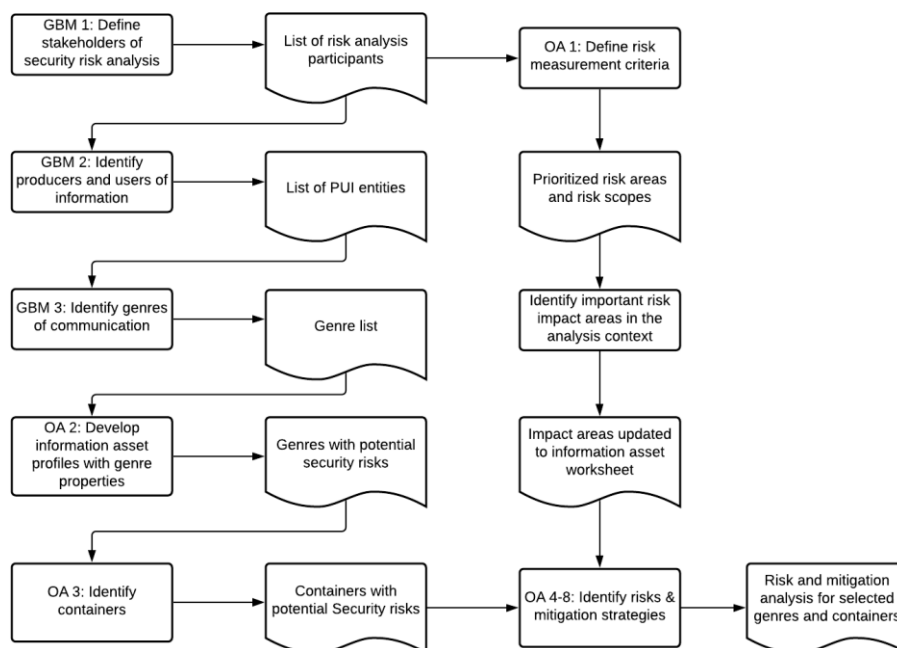 GBM 1: Define
stakeholders of
security risk analysis
List of risk analysis
participants
OA 1: Define risk
measurement criteria
GBM 2: Identify
producers and users of
information
List of PUI entities
Prioritized risk areas
and risk scopes
GBM 3: Identify genres
of communication
Genre list
Identify important risk
impact areas in the
analysis context
OA 2: Develop
information asset
profiles with genre
properties
Genres with potential
security risks
Impact areas updated
to information asset
worksheet
OA 3: Identify
containers
Containers with
potential Security risks
OA 4-8: Identify risks &
mitigation strategies
Risk and mitigation
analysis for selected
genres and containers